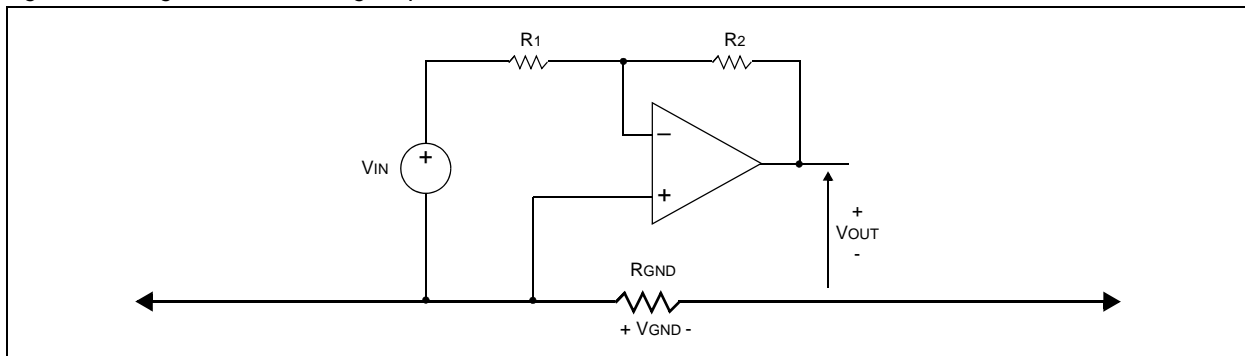 R1
R2
−
+
VIN
+
+
VOUT
-
RGND
+ VGND -